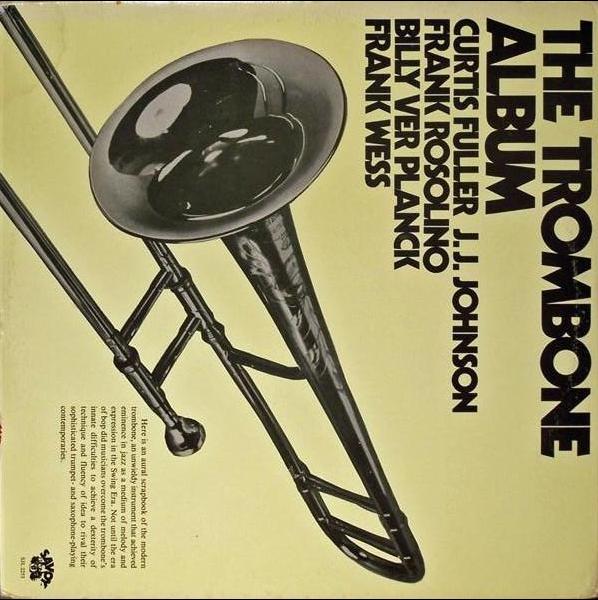 THE TROMBONE
ALBUM
CURTIS FULLER J.J. JOHNSON
FRANK ROSOLINO
BILLY VER PLANCK
FRANK WESS
Here is an aural scrapbook of the modern
trombone, an unwieldy instrument that achieved
eminence in jazz as a medium of melody and
expression in the Swing Era. Not until the era
of bop did musicians overcome the trombone's
innate difficulties to achieve a dexterity of
technique and fluency of idea to rival their
sophisticated trumpet- and saxophone-playing
contemporaries.
SAVOY
SJL 2253